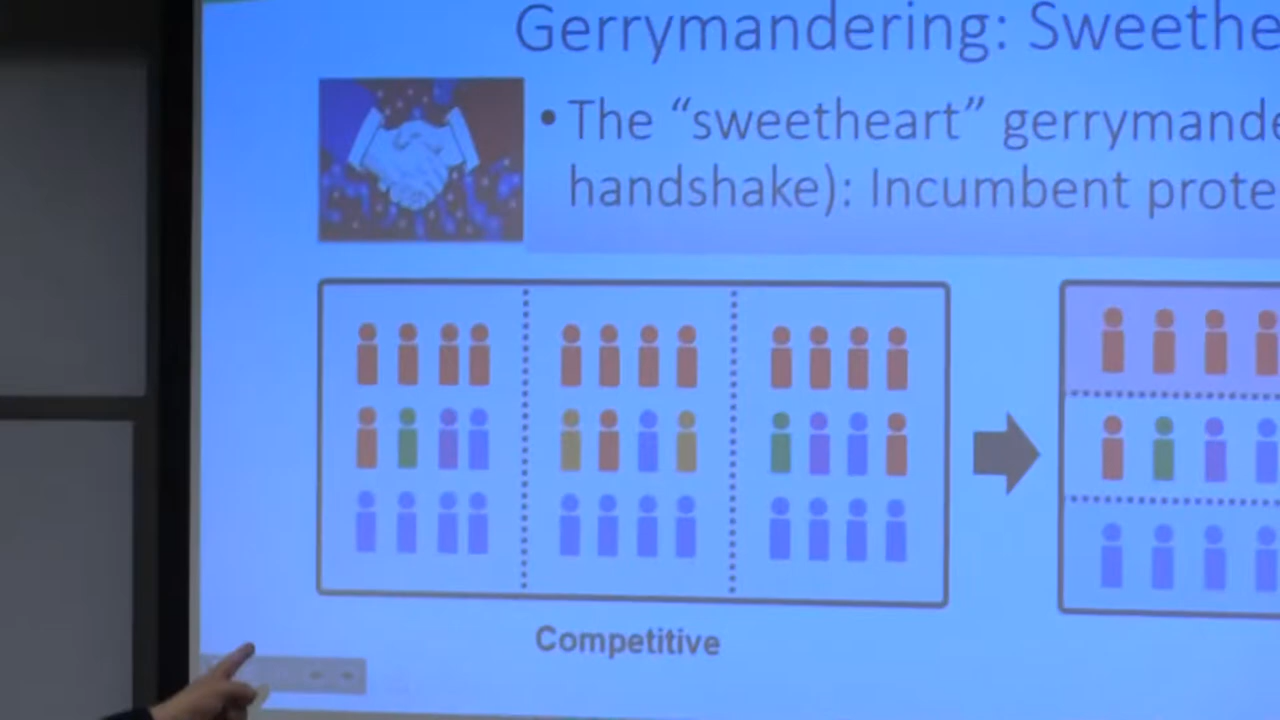 Gerrymandering: Sweethe
• The “sweetheart” gerrymande
handshake): Incumbent prote
Competitive